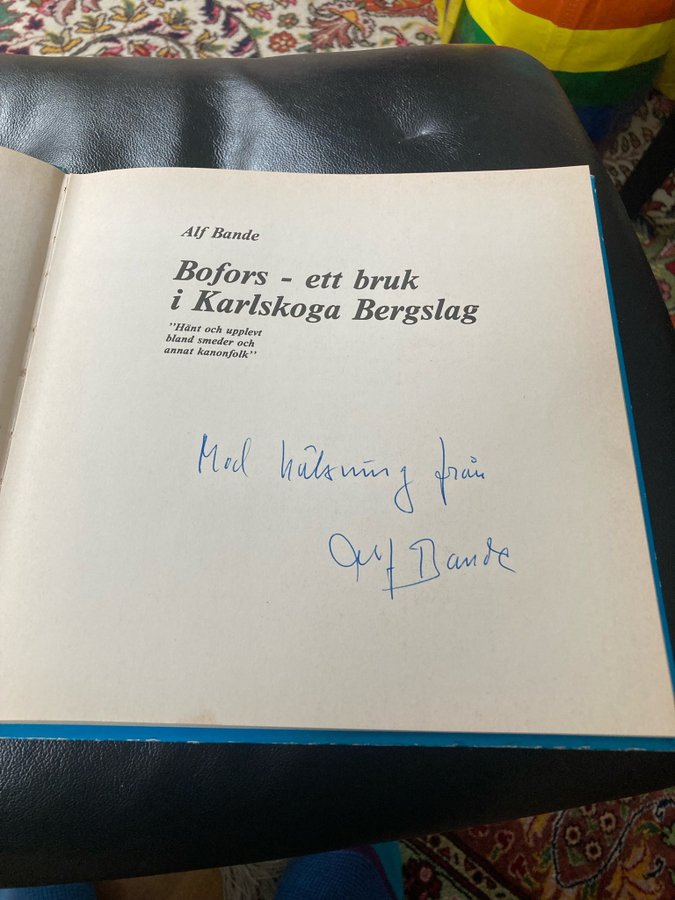 Alf Bande
Bofors - ett bruk
i Karlskoga Bergslag
"Hänt och upplevt
bland smeder och
annat kanonfolk"
Med hälsning från
Alf Bande